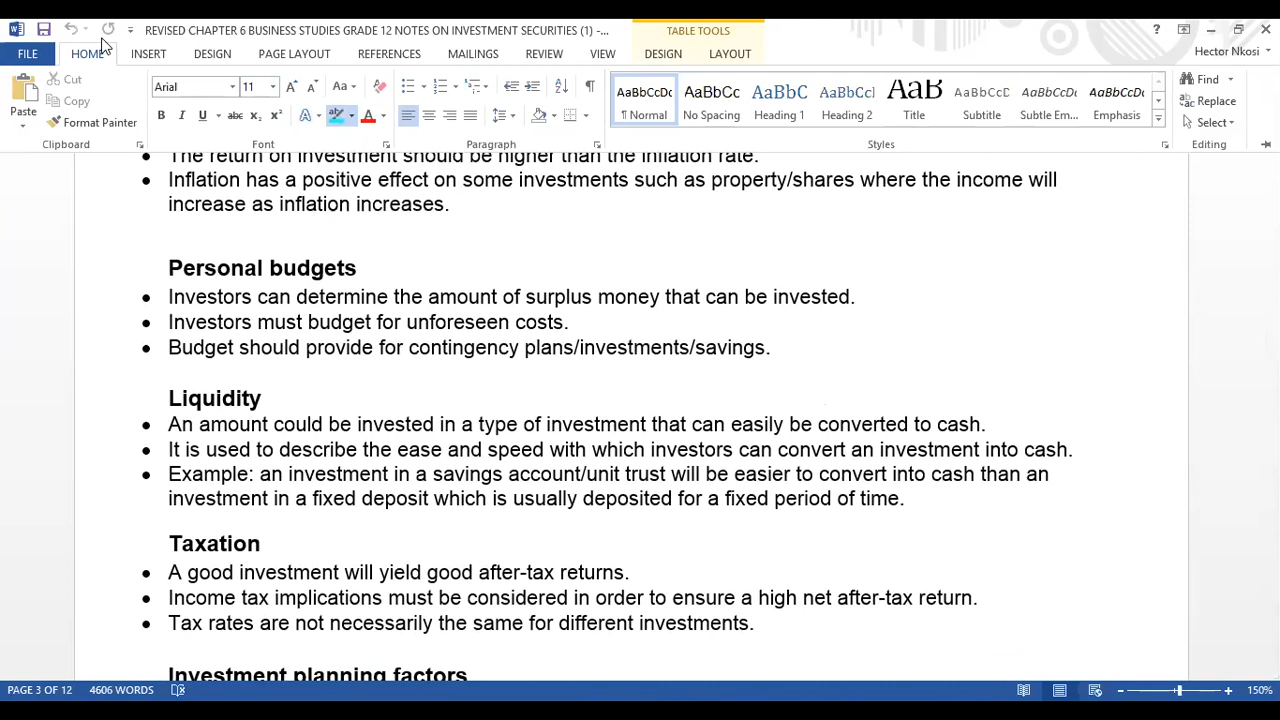 REVISED CHAPTER 6 BUSINESS STUDIES GRADE 12 NOTES ON INVESTMENT SECURITIES (1) -...
TABLE TOOLS
?
FILE HOME INSERT DESIGN PAGE LAYOUT REFERENCES MAILINGS REVIEW VIEW DESIGN LAYOUT
Hector Nkosi
Paste
Cut
Copy
Format Painter
Clipboard
Arial 11
Font
Paragraph
AaBbCcDc AaBbCcDc AaBbC AaBbCcI AaB AaBbCcD AaBbCcDt AaBbCcDt
¶ Normal No Spacing Heading 1 Heading 2 Title Subtitle Subtle Em... Emphasis
Styles
Find
Replace
Select
Editing
• The return on investment should be higher than the inflation rate.
• Inflation has a positive effect on some investments such as property/shares where the income will
increase as inflation increases.
Personal budgets
• Investors can determine the amount of surplus money that can be invested.
• Investors must budget for unforeseen costs.
• Budget should provide for contingency plans/investments/savings.
Liquidity
• An amount could be invested in a type of investment that can easily be converted to cash.
• It is used to describe the ease and speed with which investors can convert an investment into cash.
• Example: an investment in a savings account/unit trust will be easier to convert into cash than an
investment in a fixed deposit which is usually deposited for a fixed period of time.
Taxation
• A good investment will yield good after-tax returns.
• Income tax implications must be considered in order to ensure a high net after-tax return.
• Tax rates are not necessarily the same for different investments.
Investment planning factors
PAGE 3 OF 12 4606 WORDS
150%